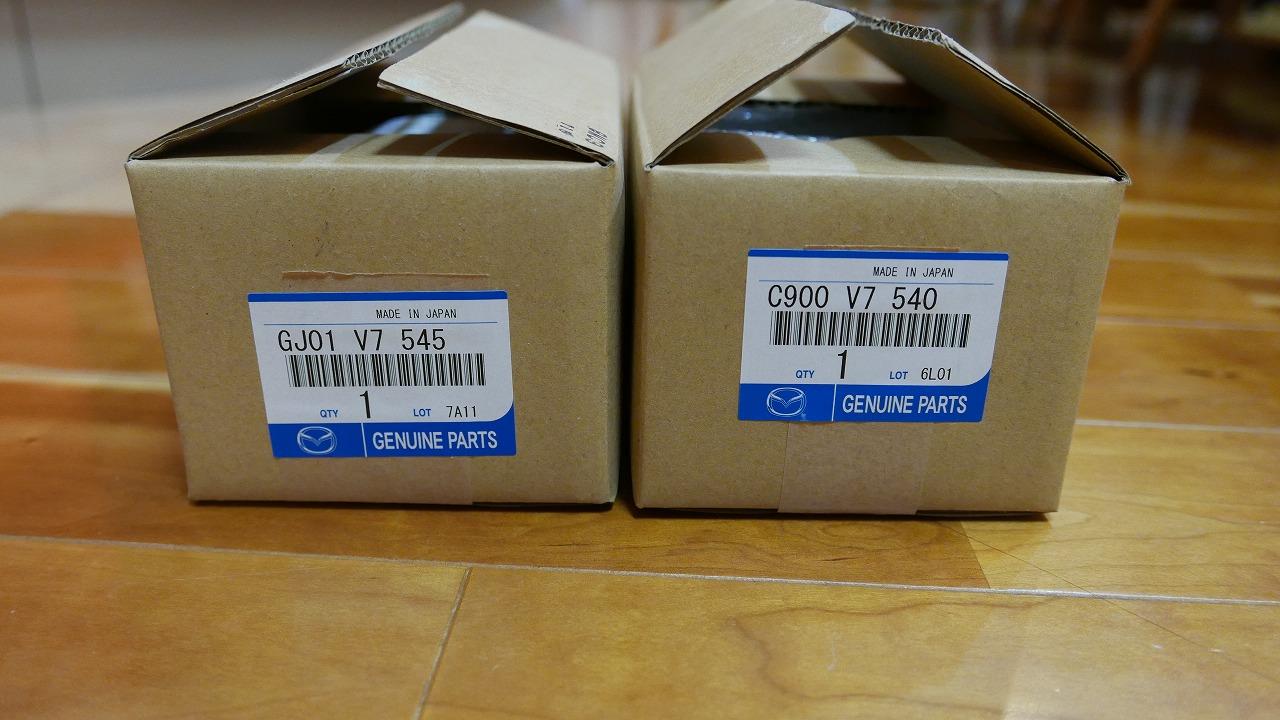 MADE IN JAPAN
GJ01 V7 545
QTY 1 LOT 7A11
GENUINE PARTS
MADE IN JAPAN
C900 V7 540
QTY 1 LOT 6L01
GENUINE PARTS